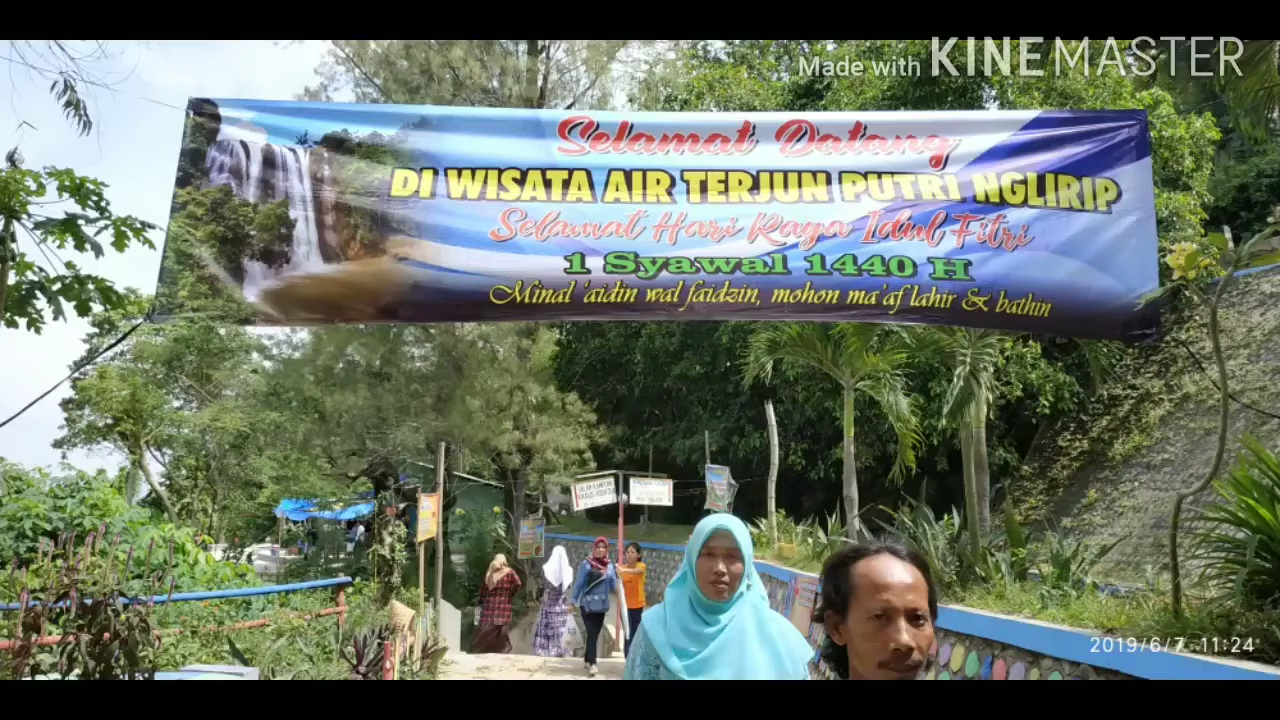 Made with KINEMASTER
Selamat Datang
DI WISATA AIR TERJUN PUTRI NGLIRIP
Selamat Hari Raya Idul Fitri
1 Syawal 1440 H
Minal 'aidin wal faidzin, mohon ma'af lahir & bathin
2019/6/7 11:24